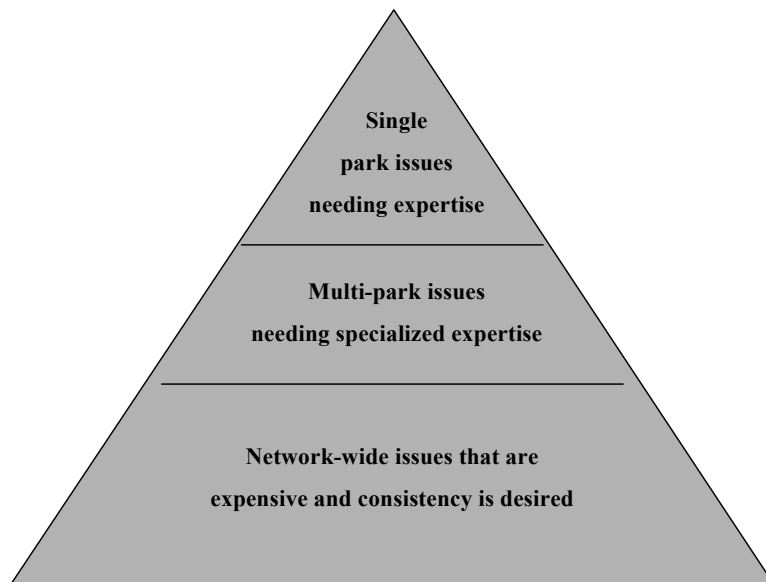 Single
park issues
needing expertise
Multi-park issues
needing specialized expertise
Network-wide issues that are
expensive and consistency is desired